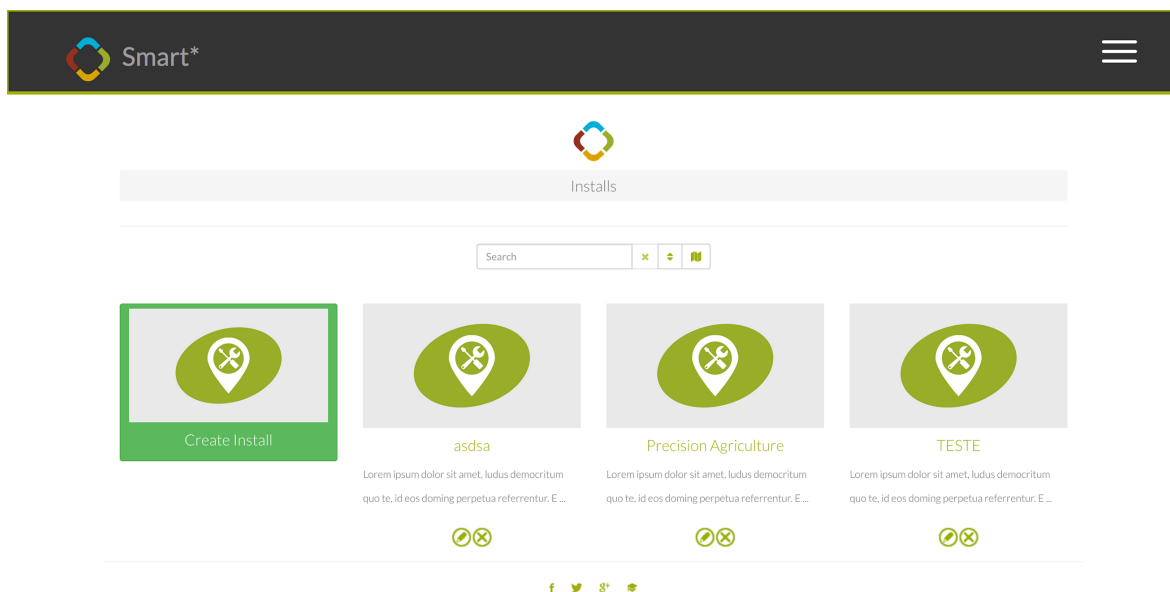 Smart*
Installs
Search
Create Install
asdsa
Lorem ipsum dolor sit amet, ludus democritum
quo te, id eos doming perpetua referrentur. E ...
Precision Agriculture
Lorem ipsum dolor sit amet, ludus democritum
quo te, id eos doming perpetua referrentur. E ...
TESTE
Lorem ipsum dolor sit amet, ludus democritum
quo te, id eos doming perpetua referrentur. E ...